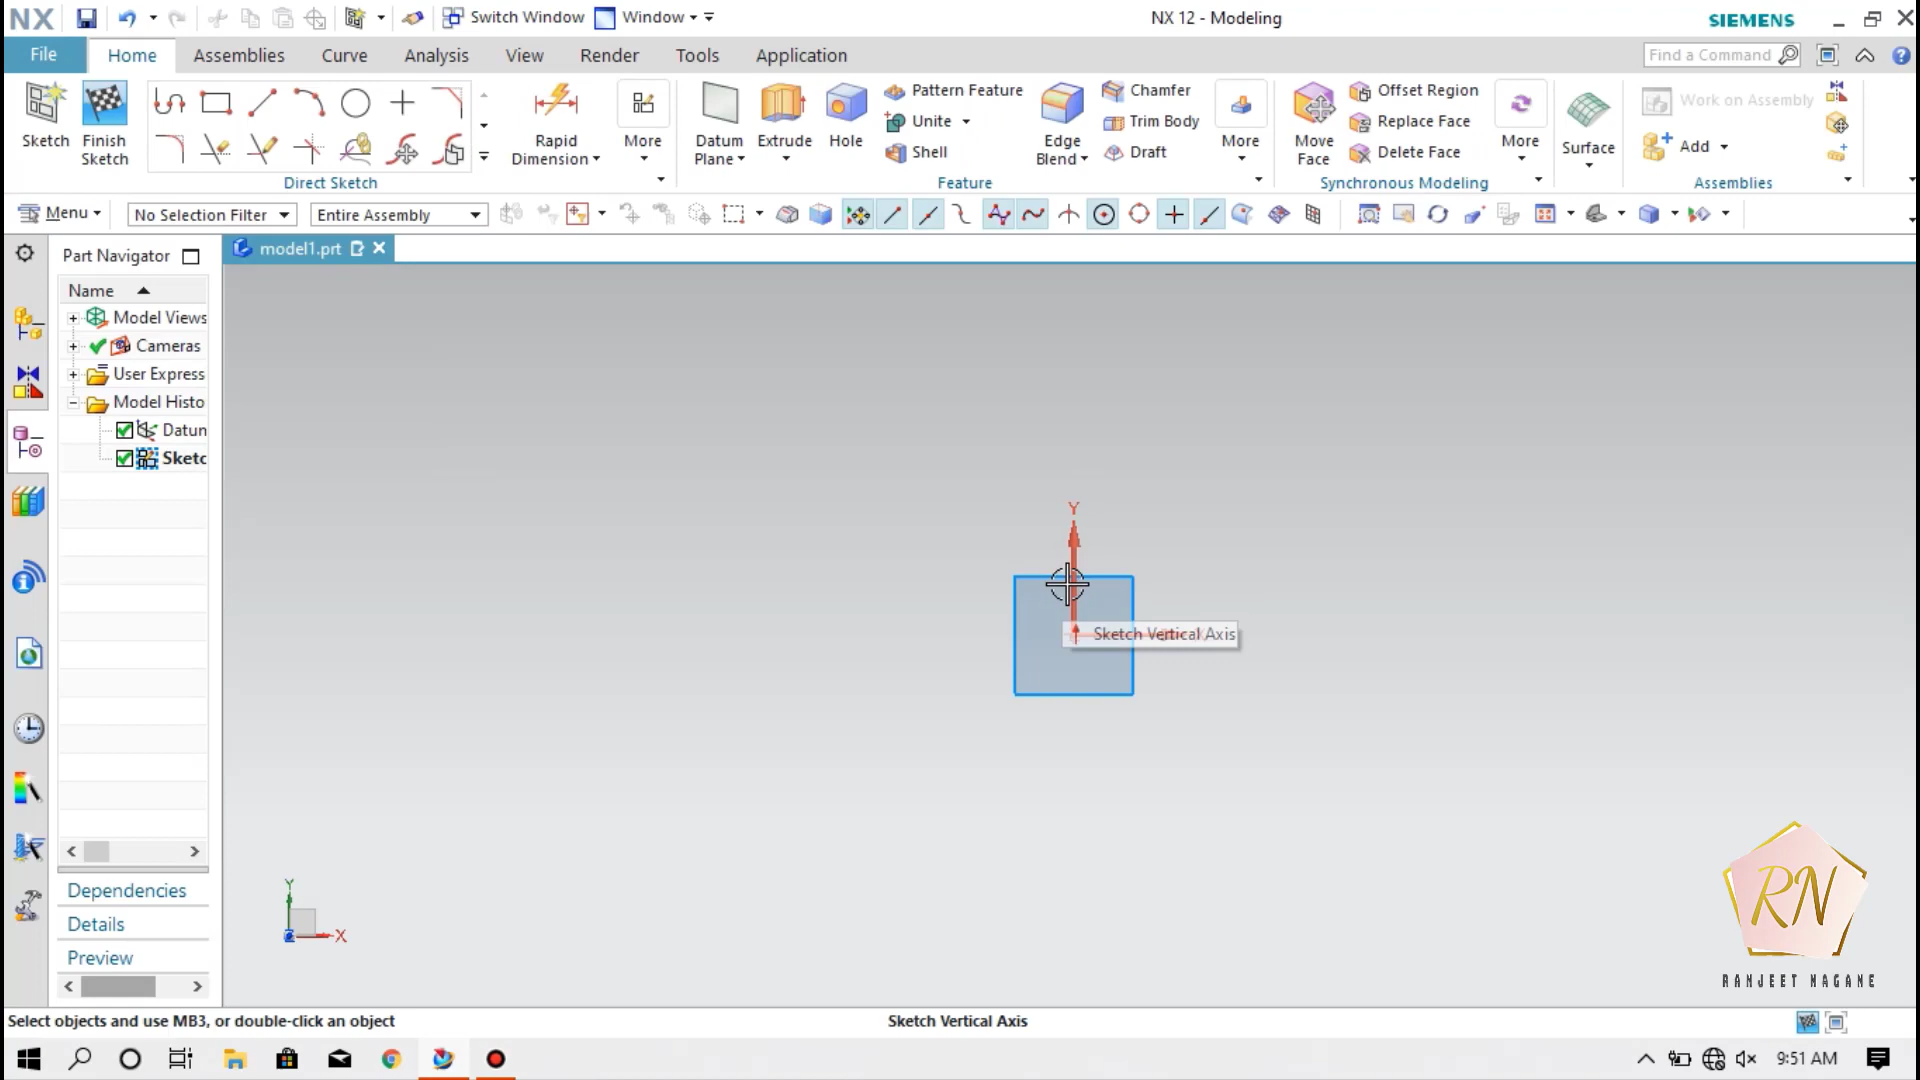 NX
Switch Window
Window
NX 12 - Modeling
SIEMENS
File
Home
Assemblies
Curve
Analysis
View
Render
Tools
Application
Find a Command
Sketch
Finish
Sketch
Rapid
Dimension
More
Direct Sketch
Datum
Plane
Extrude
Hole
Pattern Feature
Unite
Shell
Edge
Blend
Chamfer
Trim Body
Draft
More
Feature
Move
Face
Offset Region
Replace Face
Delete Face
More
Synchronous Modeling
Surface
Work on Assembly
Add
Assemblies
Menu
No Selection Filter
Entire Assembly
Part Navigator
model1.prt
Name
Model Views
Cameras
User Express
Model Histo
Datun
Sketc
Dependencies
Details
Preview
Y
Sketch Vertical Axis
Y
X
RN
RANJEET NAGANE
Select objects and use MB3, or double-click an object
Sketch Vertical Axis
9:51 AM